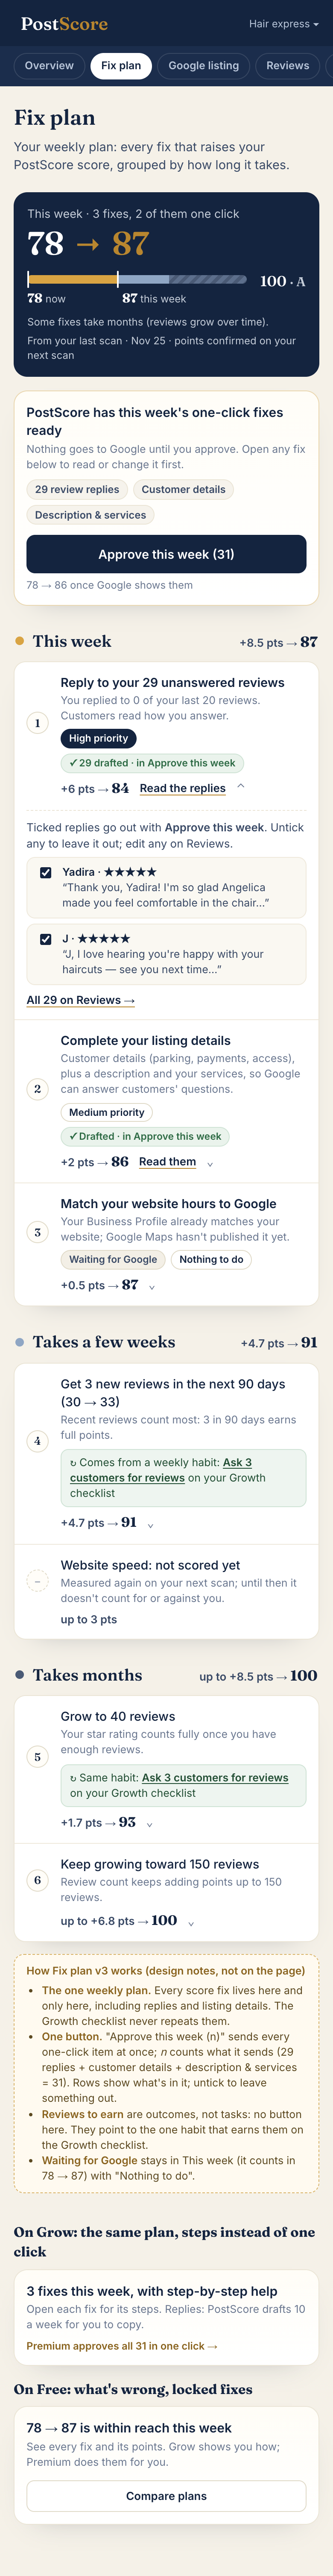 PostScore
Hair express
Overview
Fix plan
Google listing
Reviews
Fix plan
Your weekly plan: every fix that raises your
PostScore score, grouped by how long it takes.
This week · 3 fixes, 2 of them one click
78 → 87
100 · A
78 now
87 this week
Some fixes take months (reviews grow over time).
From your last scan · Nov 25 · points confirmed on your
next scan
PostScore has this week's one-click fixes
ready
Nothing goes to Google until you approve. Open any fix
below to read or change it first.
29 review replies
Customer details
Description & services
Approve this week (31)
78 → 86 once Google shows them
This week
+8.5 pts → 87
1
Reply to your 29 unanswered reviews
You replied to 0 of your last 20 reviews.
Customers read how you answer.
High priority
✓ 29 drafted · in Approve this week
+6 pts → 84 Read the replies
Ticked replies go out with Approve this week. Untick
any to leave it out; edit any on Reviews.
Yadira · ★★★★★
“Thank you, Yadira! I'm so glad Angelica
made you feel comfortable in the chair…”
J · ★★★★★
“J, I love hearing you're happy with your
haircuts — see you next time…”
All 29 on Reviews →
2
Complete your listing details
Customer details (parking, payments, access),
plus a description and your services, so Google
can answer customers' questions.
Medium priority
✓ Drafted · in Approve this week
+2 pts → 86 Read them
3
Match your website hours to Google
Your Business Profile already matches your
website; Google Maps hasn't published it yet.
Waiting for Google
Nothing to do
+0.5 pts → 87
Takes a few weeks
+4.7 pts → 91
4
Get 3 new reviews in the next 90 days
(30 → 33)
Recent reviews count most: 3 in 90 days earns
full points.
↻ Comes from a weekly habit: Ask 3
customers for reviews on your Growth
checklist
+4.7 pts → 91
–
Website speed: not scored yet
Measured again on your next scan; until then it
doesn't count for or against you.
up to 3 pts
Takes months
up to +8.5 pts → 100
5
Grow to 40 reviews
Your star rating counts fully once you have
enough reviews.
↻ Same habit: Ask 3 customers for reviews
on your Growth checklist
+1.7 pts → 93
6
Keep growing toward 150 reviews
Review count keeps adding points up to 150
reviews.
up to +6.8 pts → 100
How Fix plan v3 works (design notes, not on the page)
• The one weekly plan. Every score fix lives here and
only here, including replies and listing details. The
Growth checklist never repeats them.
• One button. "Approve this week (n)" sends every
one-click item at once; n counts what it sends (29
replies + customer details + description & services
= 31). Rows show what's in it; untick to leave
something out.
• Reviews to earn are outcomes, not tasks: no button
here. They point to the one habit that earns them on
the Growth checklist.
• Waiting for Google stays in This week (it counts in
78 → 87) with "Nothing to do".
On Grow: the same plan, steps instead of one
click
3 fixes this week, with step-by-step help
Open each fix for its steps. Replies: PostScore drafts 10
a week for you to copy.
Premium approves all 31 in one click →
On Free: what's wrong, locked fixes
78 → 87 is within reach this week
See every fix and its points. Grow shows you how;
Premium does them for you.
Compare plans